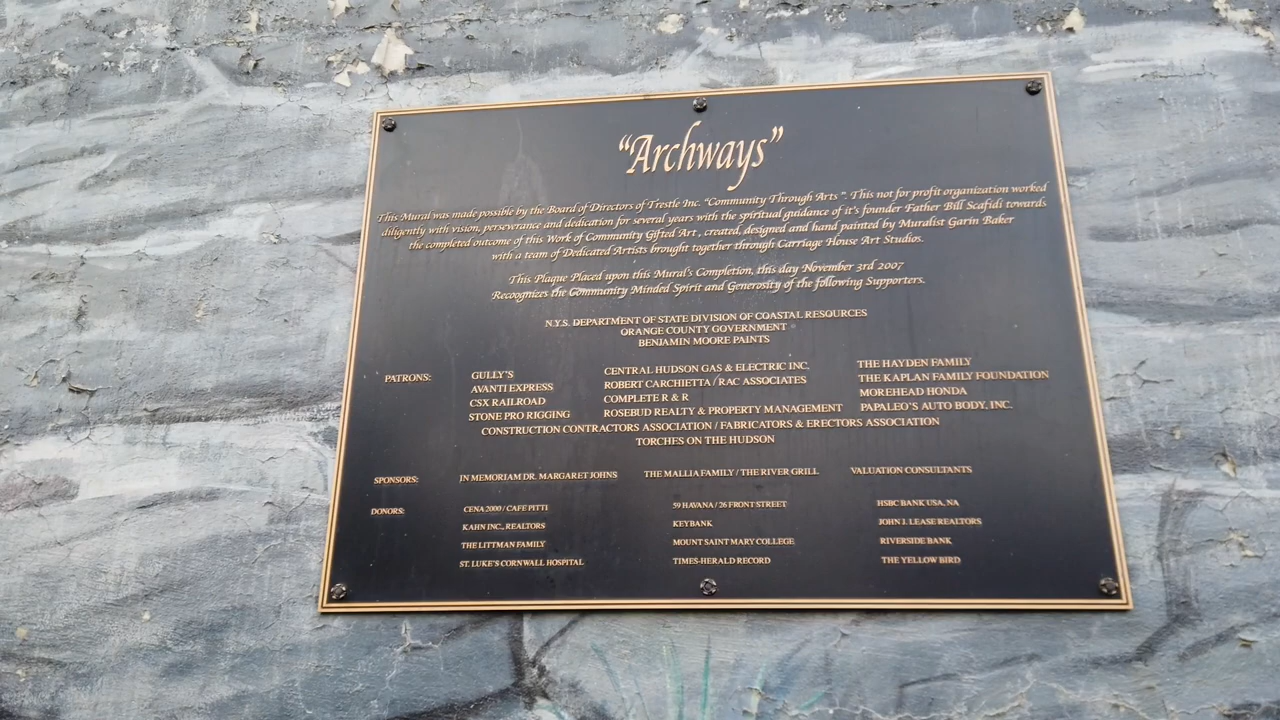 “Archways”
This Mural was made possible by the Board of Directors of Trestle Inc. “Community Through Arts ”. This not for profit organization worked
diligently with vision, perseverance and dedication for several years with the spiritual guidance of it's founder Father Bill Scafidi towards
the completed outcome of this Work of Community Gifted Art , created, designed and hand painted by Muralist Garin Baker
with a team of Dedicated Artists brought together through Carriage House Art Studios.
This Plaque Placed upon this Mural's Completion, this day November 3rd 2007
Recoognizes the Community Minded Spirit and Generosity of the following Supporters.
N.Y.S. DEPARTMENT OF STATE DIVISION OF COASTAL RESOURCES
ORANGE COUNTY GOVERNMENT
BENJAMIN MOORE PAINTS
PATRONS: GULLY'S CENTRAL HUDSON GAS & ELECTRIC INC. THE HAYDEN FAMILY
AVANTI EXPRESS ROBERT CARCHIETTA / RAC ASSOCIATES THE KAPLAN FAMILY FOUNDATION
CSX RAILROAD COMPLETE R & R MOREHEAD HONDA
STONE PRO RIGGING ROSEBUD REALTY & PROPERTY MANAGEMENT PAPALEO'S AUTO BODY, INC.
CONSTRUCTION CONTRACTORS ASSOCIATION / FABRICATORS & ERECTORS ASSOCIATION
TORCHES ON THE HUDSON
SPONSORS: IN MEMORIAM DR. MARGARET JOHNS THE MALLIA FAMILY / THE RIVER GRILL VALUATION CONSULTANTS
DONORS: CENA 2000 / CAFE PITTI 59 HAVANA / 26 FRONT STREET HSBC BANK USA, NA
KAHN INC., REALTORS KEYBANK JOHN J. LEASE REALTORS
THE LITTMAN FAMILY MOUNT SAINT MARY COLLEGE RIVERSIDE BANK
ST. LUKE'S CORNWALL HOSPITAL TIMES-HERALD RECORD THE YELLOW BIRD